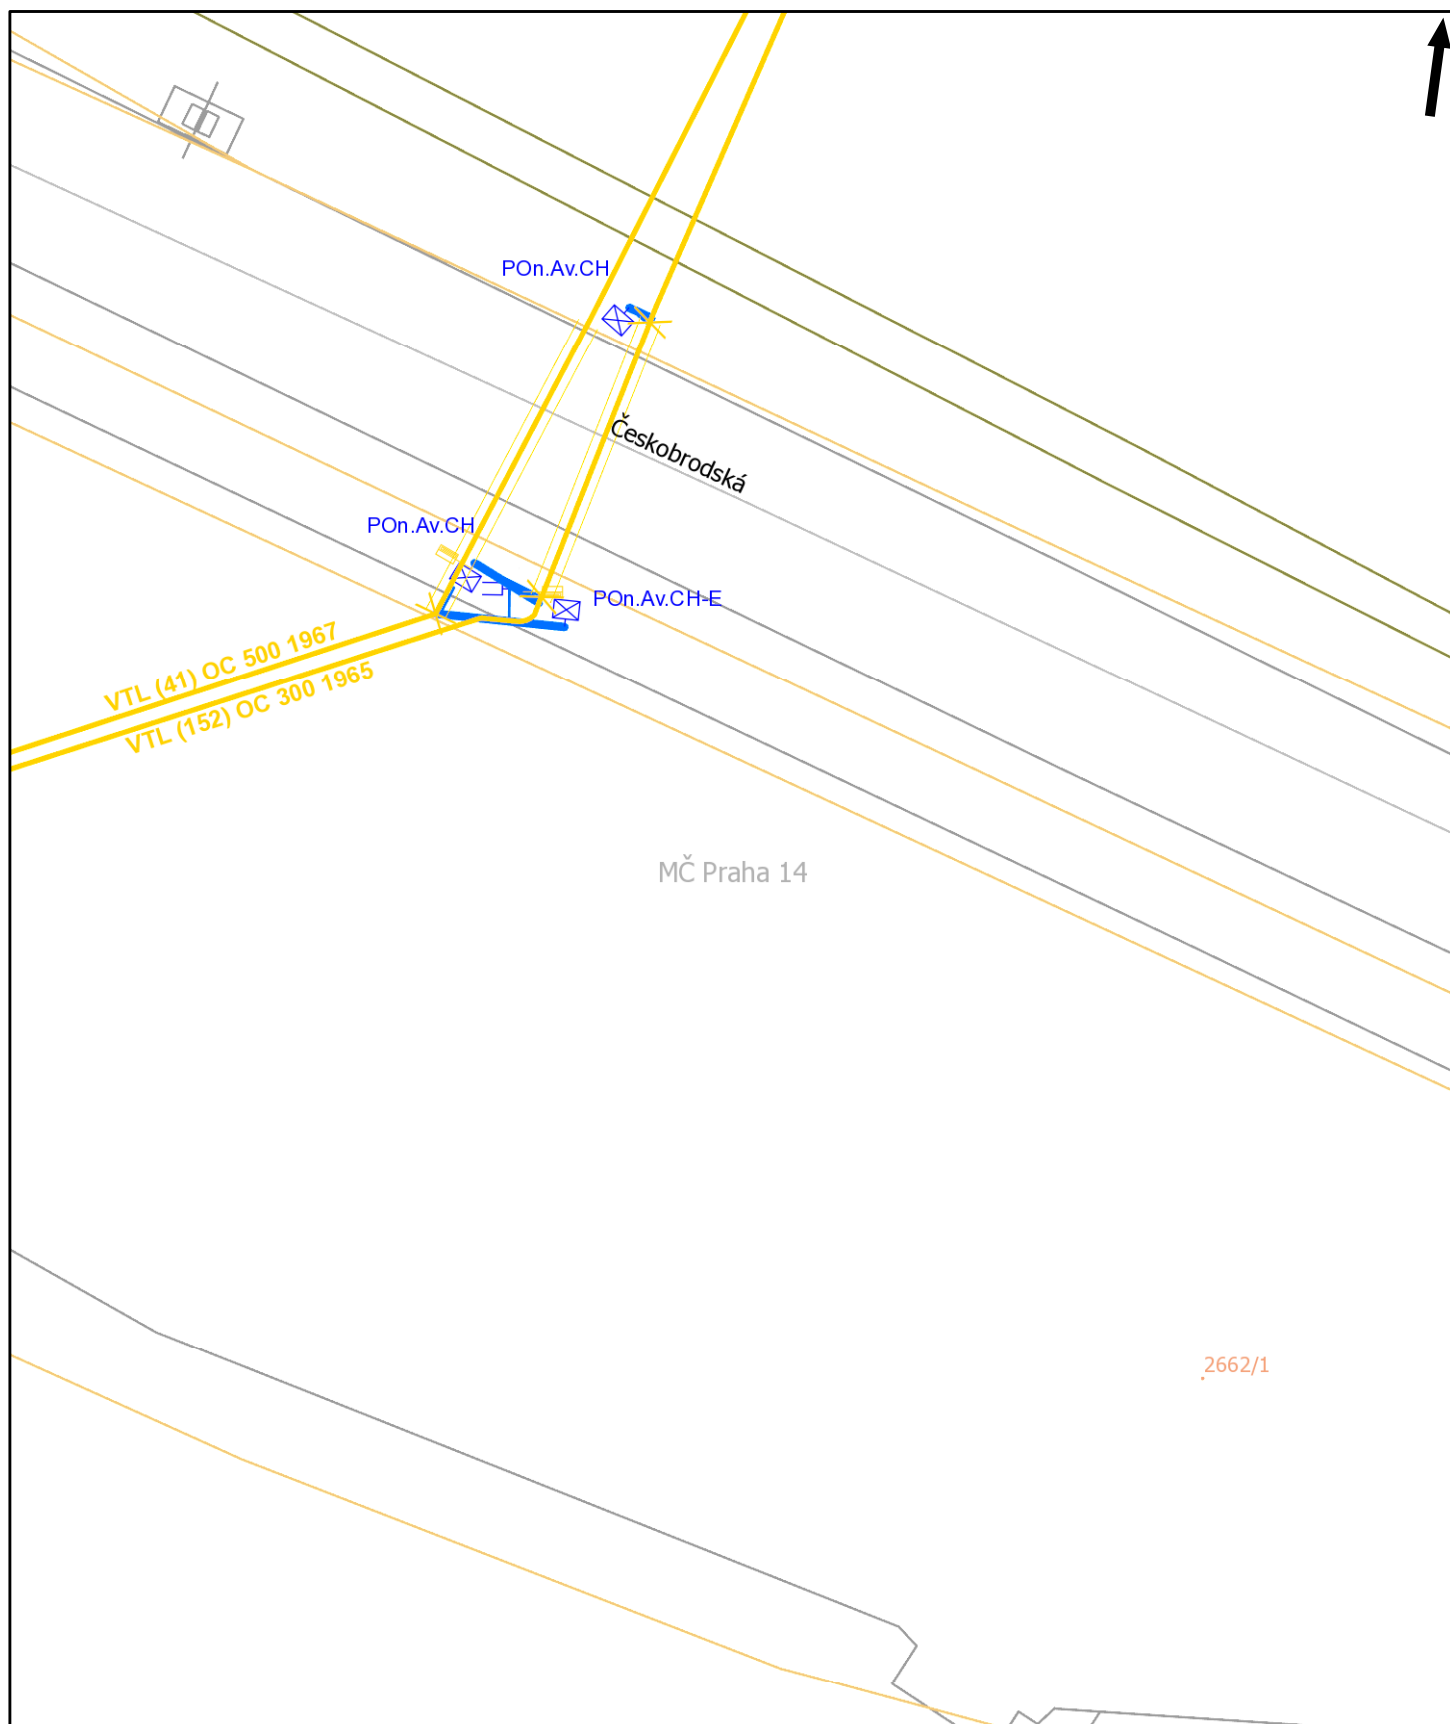 POn.Av.CH
Českobrodská
POn.Av.CH
POn.Av.CH-E
VTL (41) OC 500 1967
VTL (152) OC 300 1965
MČ Praha 14
2662/1